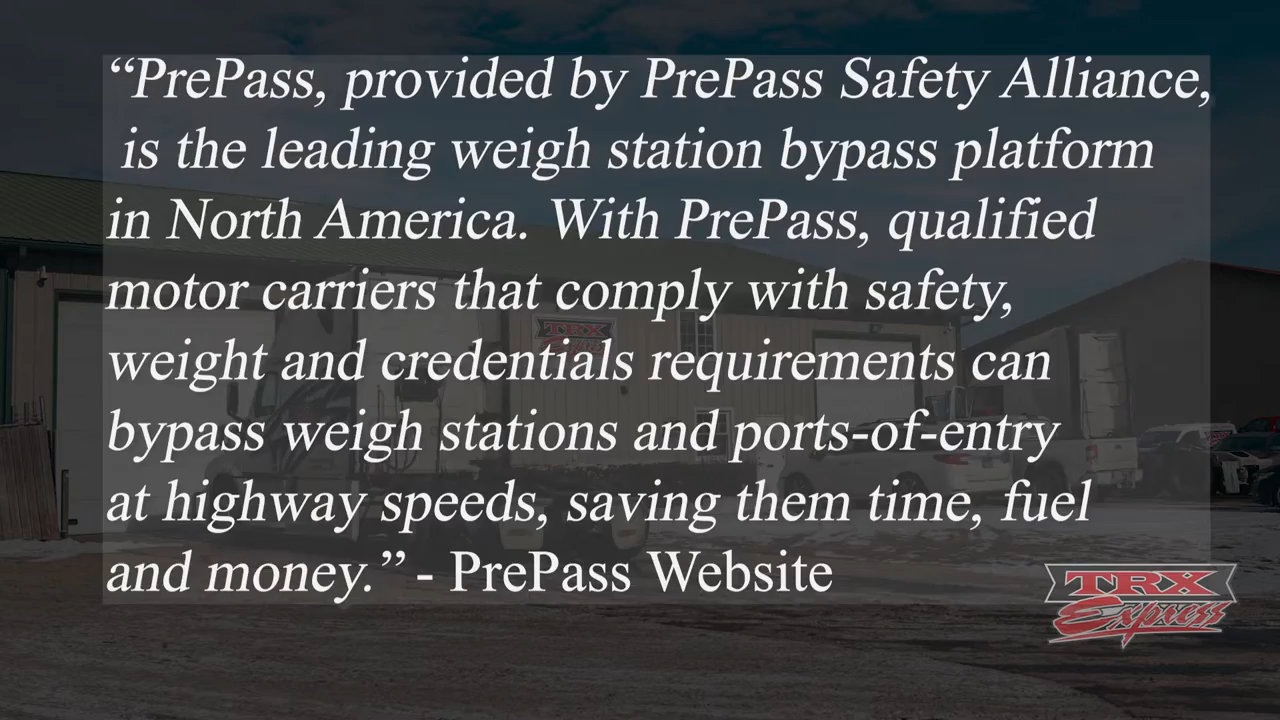 “PrePass, provided by PrePass Safety Alliance,
is the leading weigh station bypass platform
in North America. With PrePass, qualified
motor carriers that comply with safety,
weight and credentials requirements can
bypass weigh stations and ports-of-entry
at highway speeds, saving them time, fuel
and money.” - PrePass Website
TRX
Express
TRX
Express